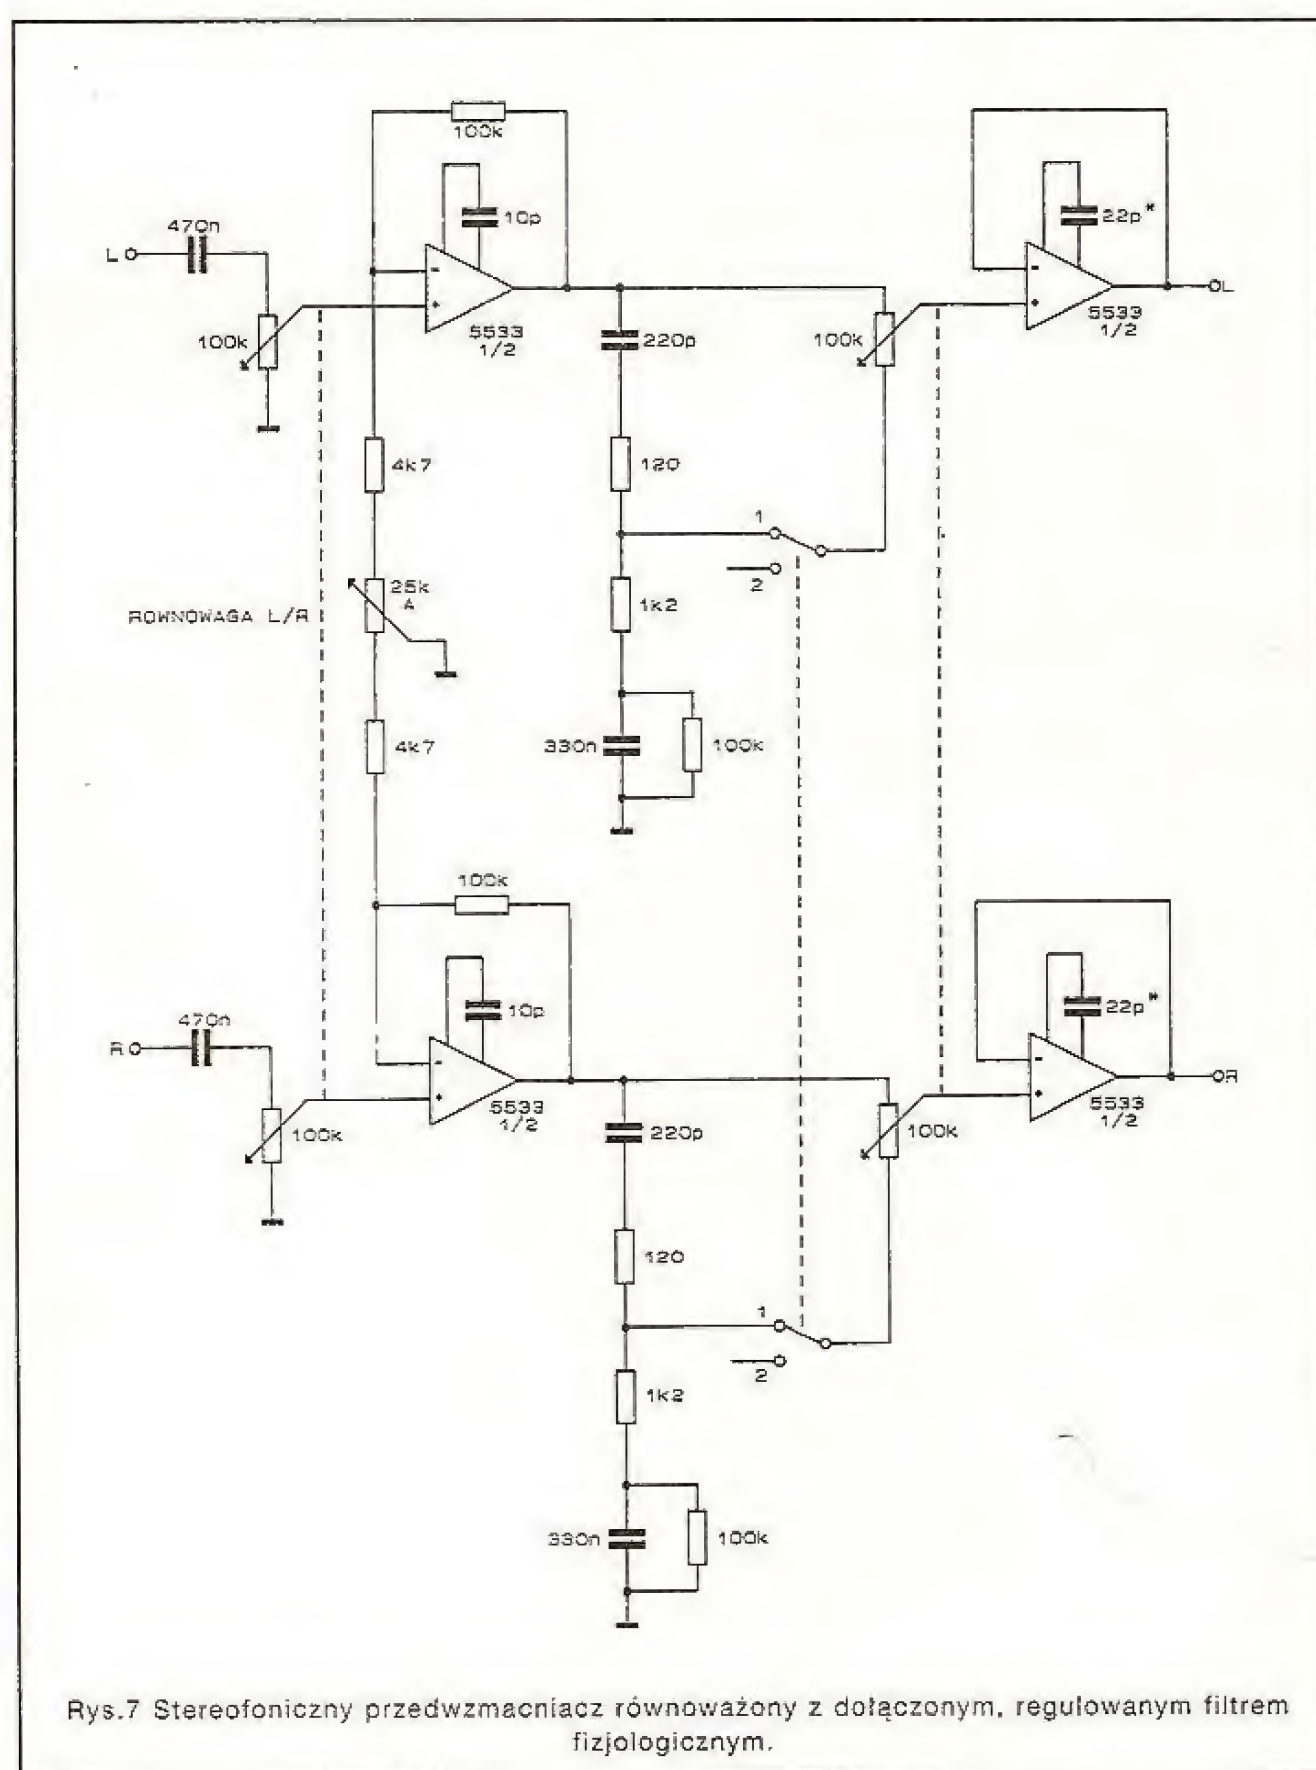 100k
10p
22p*
470n
L
-
+
5533
1/2
100k
220p
100k
-
+
5533
1/2
L
4k7
120
1
2
25k
A
ROWNOWAGA L/R
1k2
4k7
330n
100k
100k
10p
22p*
470n
R
-
+
5533
1/2
100k
220p
100k
-
+
5533
1/2
R
120
1
2
1k2
330n
100k
Rys.7 Stereofoniczny przedwzmacniacz równoważony z dołączonym, regulowanym filtrem
fizjologicznym.